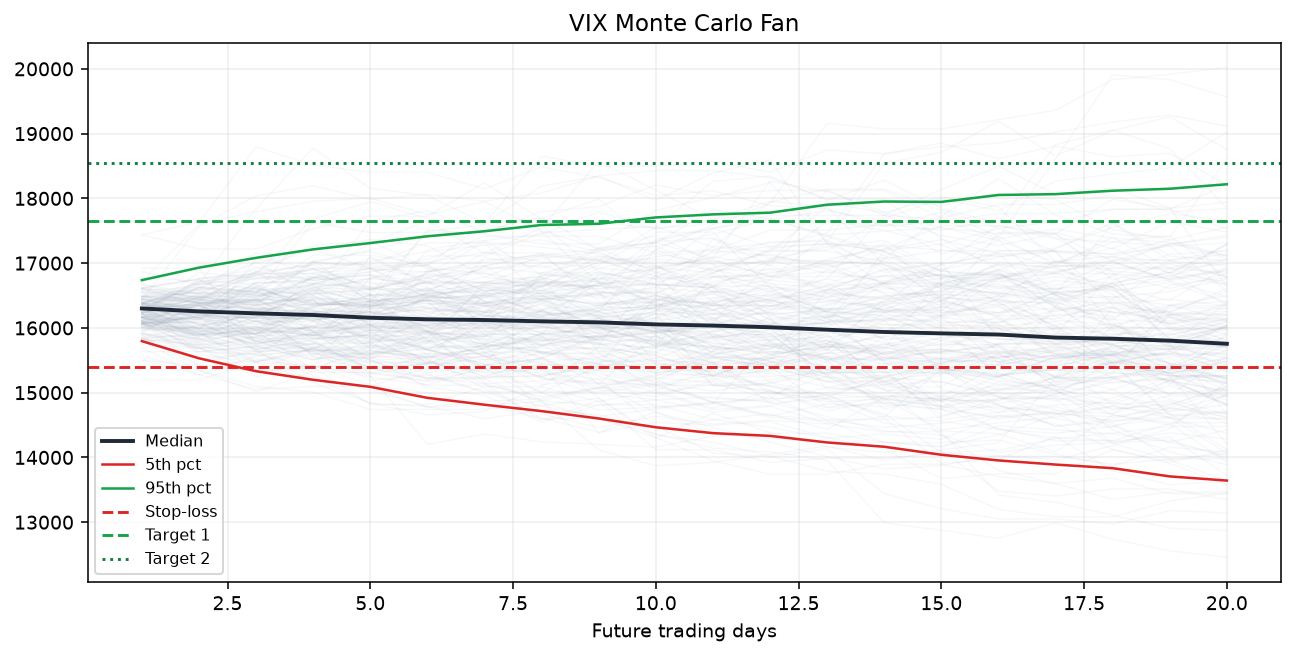 VIX Monte Carlo Fan
20000
19000
18000
17000
16000
15000
14000
13000
Median
5th pct
95th pct
Stop-loss
Target 1
Target 2
2.5 5.0 7.5 10.0 12.5 15.0 17.5 20.0
Future trading days